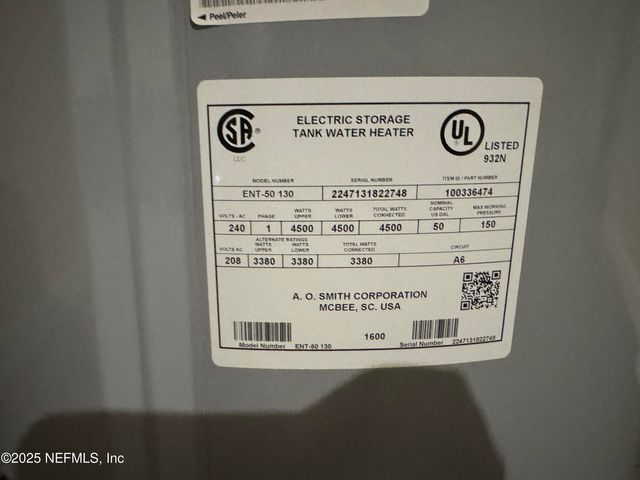 ◄ Peel/Peler
SA ®
LLC
ELECTRIC STORAGE
TANK WATER HEATER
UL
LISTED
932N
MODEL NUMBER SERIAL NUMBER ITEM ID / PART NUMBER
ENT-50 130 2247131822748 100336474
VOLTS - AC PHASE WATTS UPPER WATTS LOWER TOTAL WATTS CONNECTED NOMINAL CAPACITY US GAL MAX WORKING PRESSURE
240 1 4500 4500 4500 50 150
ALTERNATE RATINGS
VOLTS AC WATTS UPPER WATTS LOWER TOTAL WATTS CONNECTED CIRCUIT
208 3380 3380 3380 A6
A. O. SMITH CORPORATION
MCBEE, SC. USA
1600
Model Number ENT-50 130 Serial Number 2247131822748
©2025 NEFMLS, Inc